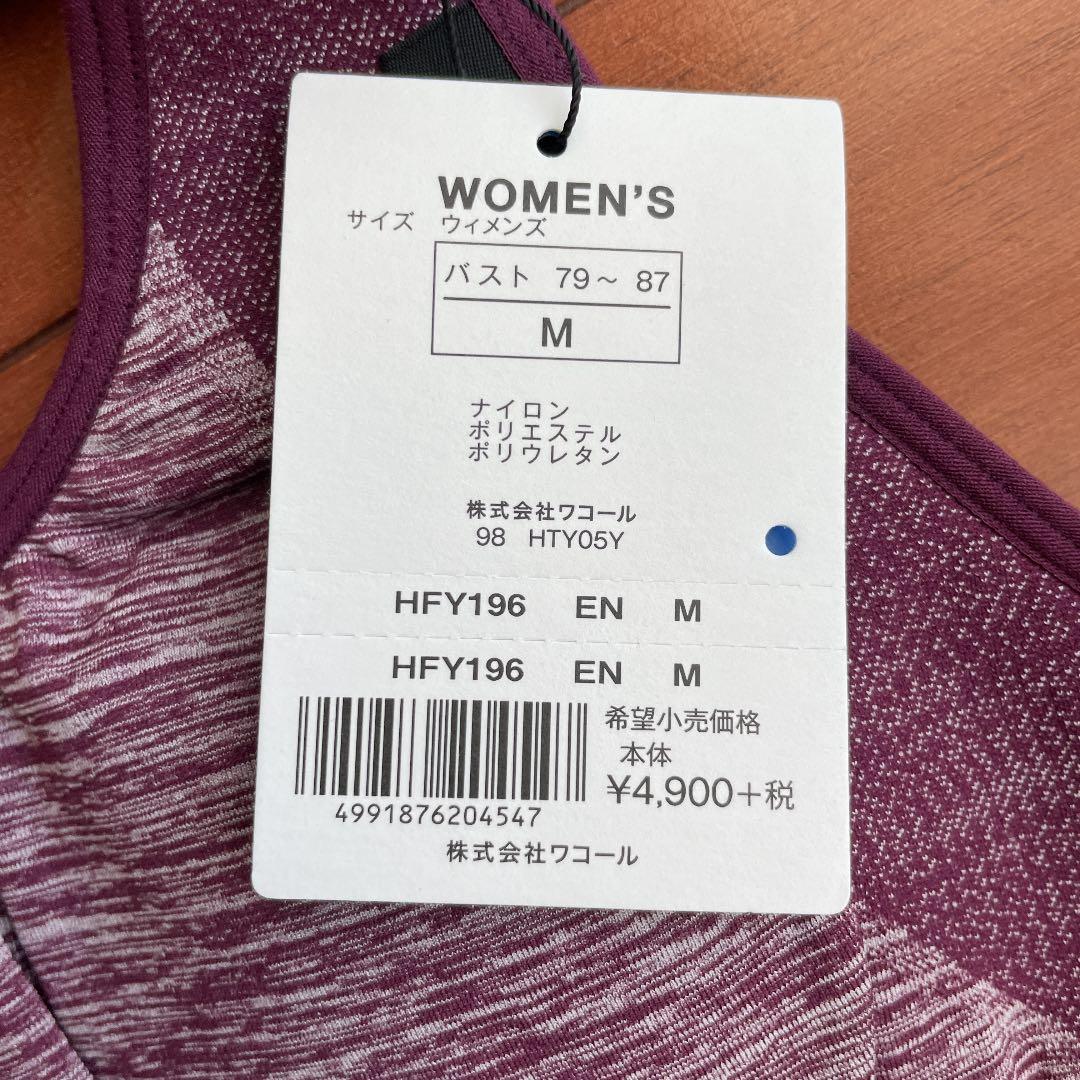 WOMEN'S
サイズ ウィメンズ
バスト 79～ 87
M
ナイロン
ポリエステル
ポリウレタン
株式会社ワコール
98 HTY05Y
HFY196 EN M
HFY196 EN M
希望小売価格
本体
¥4,900+税
4991876204547
株式会社ワコール